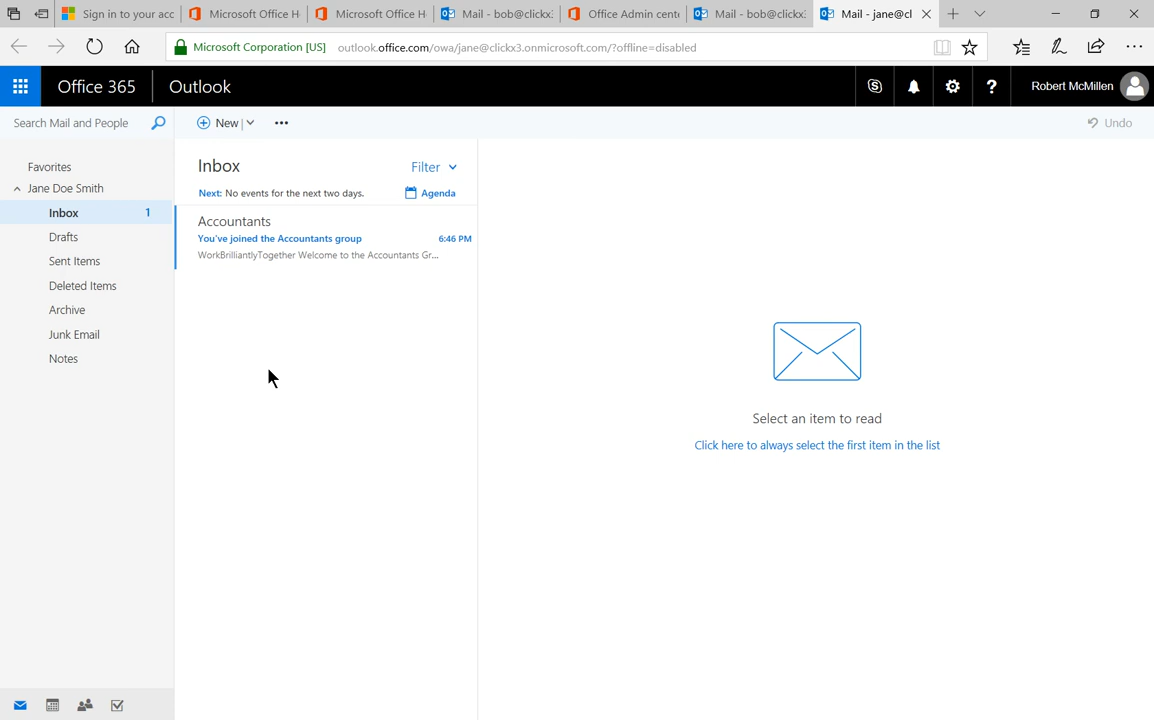 Sign in to your acc
Microsoft Office H
Microsoft Office H
Mail - bob@clickx:
Office Admin cente
Mail - bob@clickx:
Mail - jane@cl
Microsoft Corporation [US] outlook.office.com/owa/jane@clickx3.onmicrosoft.com/?offline=disabled
Office 365
Outlook
Robert McMillen
Search Mail and People
New
Undo
Favorites
Jane Doe Smith
Inbox 1
Drafts
Sent Items
Deleted Items
Archive
Junk Email
Notes
Inbox
Filter
Next: No events for the next two days.
Agenda
Accountants
You've joined the Accountants group 6:46 PM
WorkBrilliantlyTogether Welcome to the Accountants Gr...
Select an item to read
Click here to always select the first item in the list